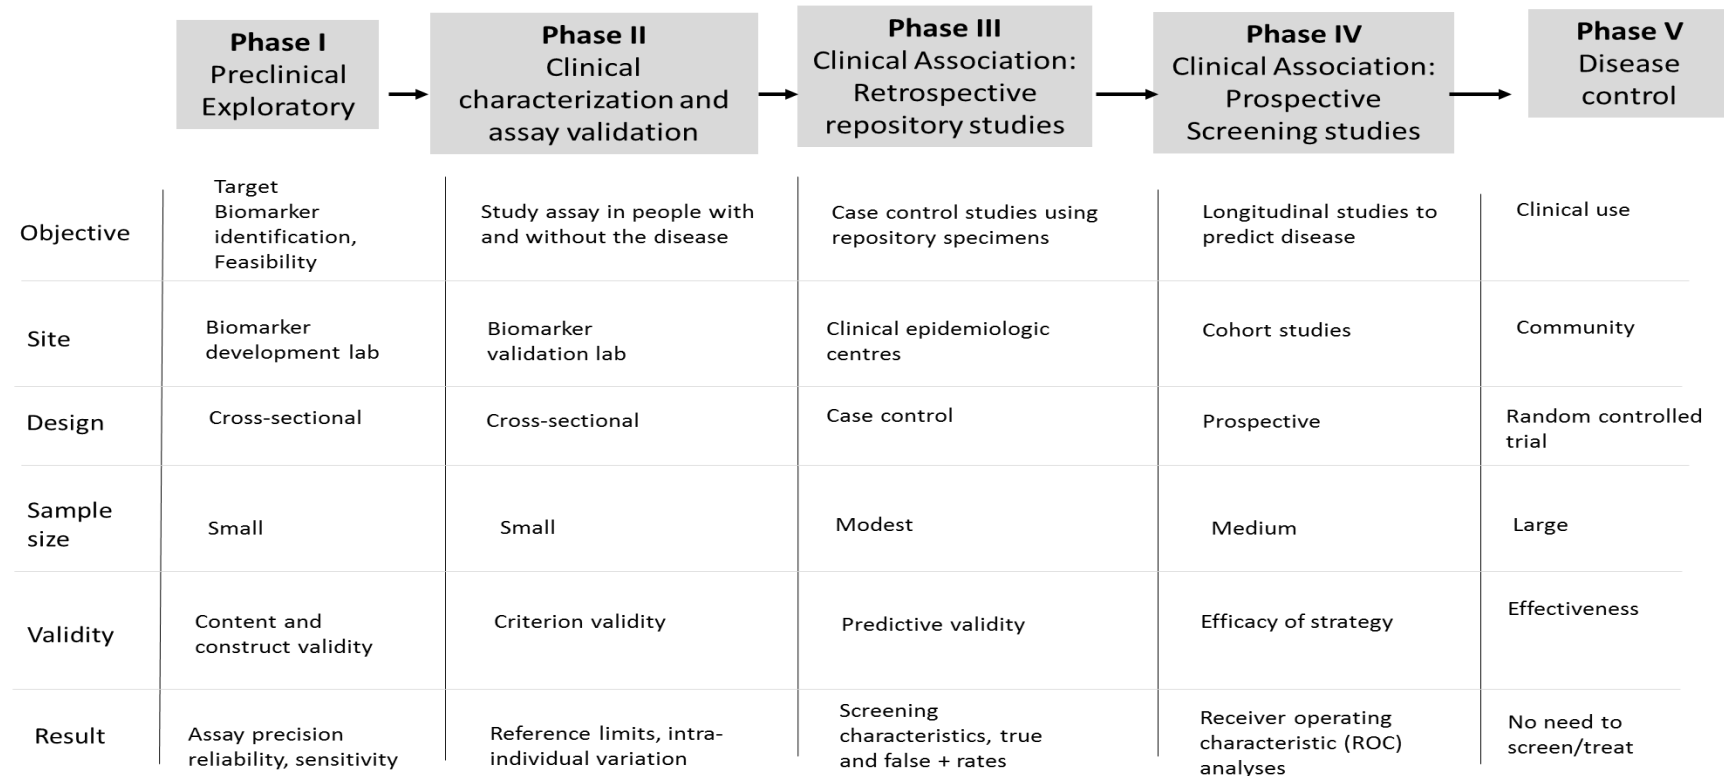 Phase I
Preclinical
Exploratory
Phase II
Clinical
characterization and
assay validation
Phase III
Clinical Association:
Retrospective
repository studies
Phase IV
Clinical Association:
Prospective
Screening studies
Phase V
Disease
control
Objective
Target
Biomarker
identification,
Feasibility
Study assay in people with
and without the disease
Case control studies using
repository specimens
Longitudinal studies to
predict disease
Clinical use
Site
Biomarker
development lab
Biomarker
validation lab
Clinical epidemiologic
centres
Cohort studies
Community
Design
Cross-sectional
Cross-sectional
Case control
Prospective
Random controlled
trial
Sample
size
Small
Small
Modest
Medium
Large
Validity
Content and
construct validity
Criterion validity
Predictive validity
Efficacy of strategy
Effectiveness
Result
Assay precision
reliability, sensitivity
Reference limits, intra-
individual variation
Screening
characteristics, true
and false + rates
Receiver operating
characteristic (ROC)
analyses
No need to
screen/treat